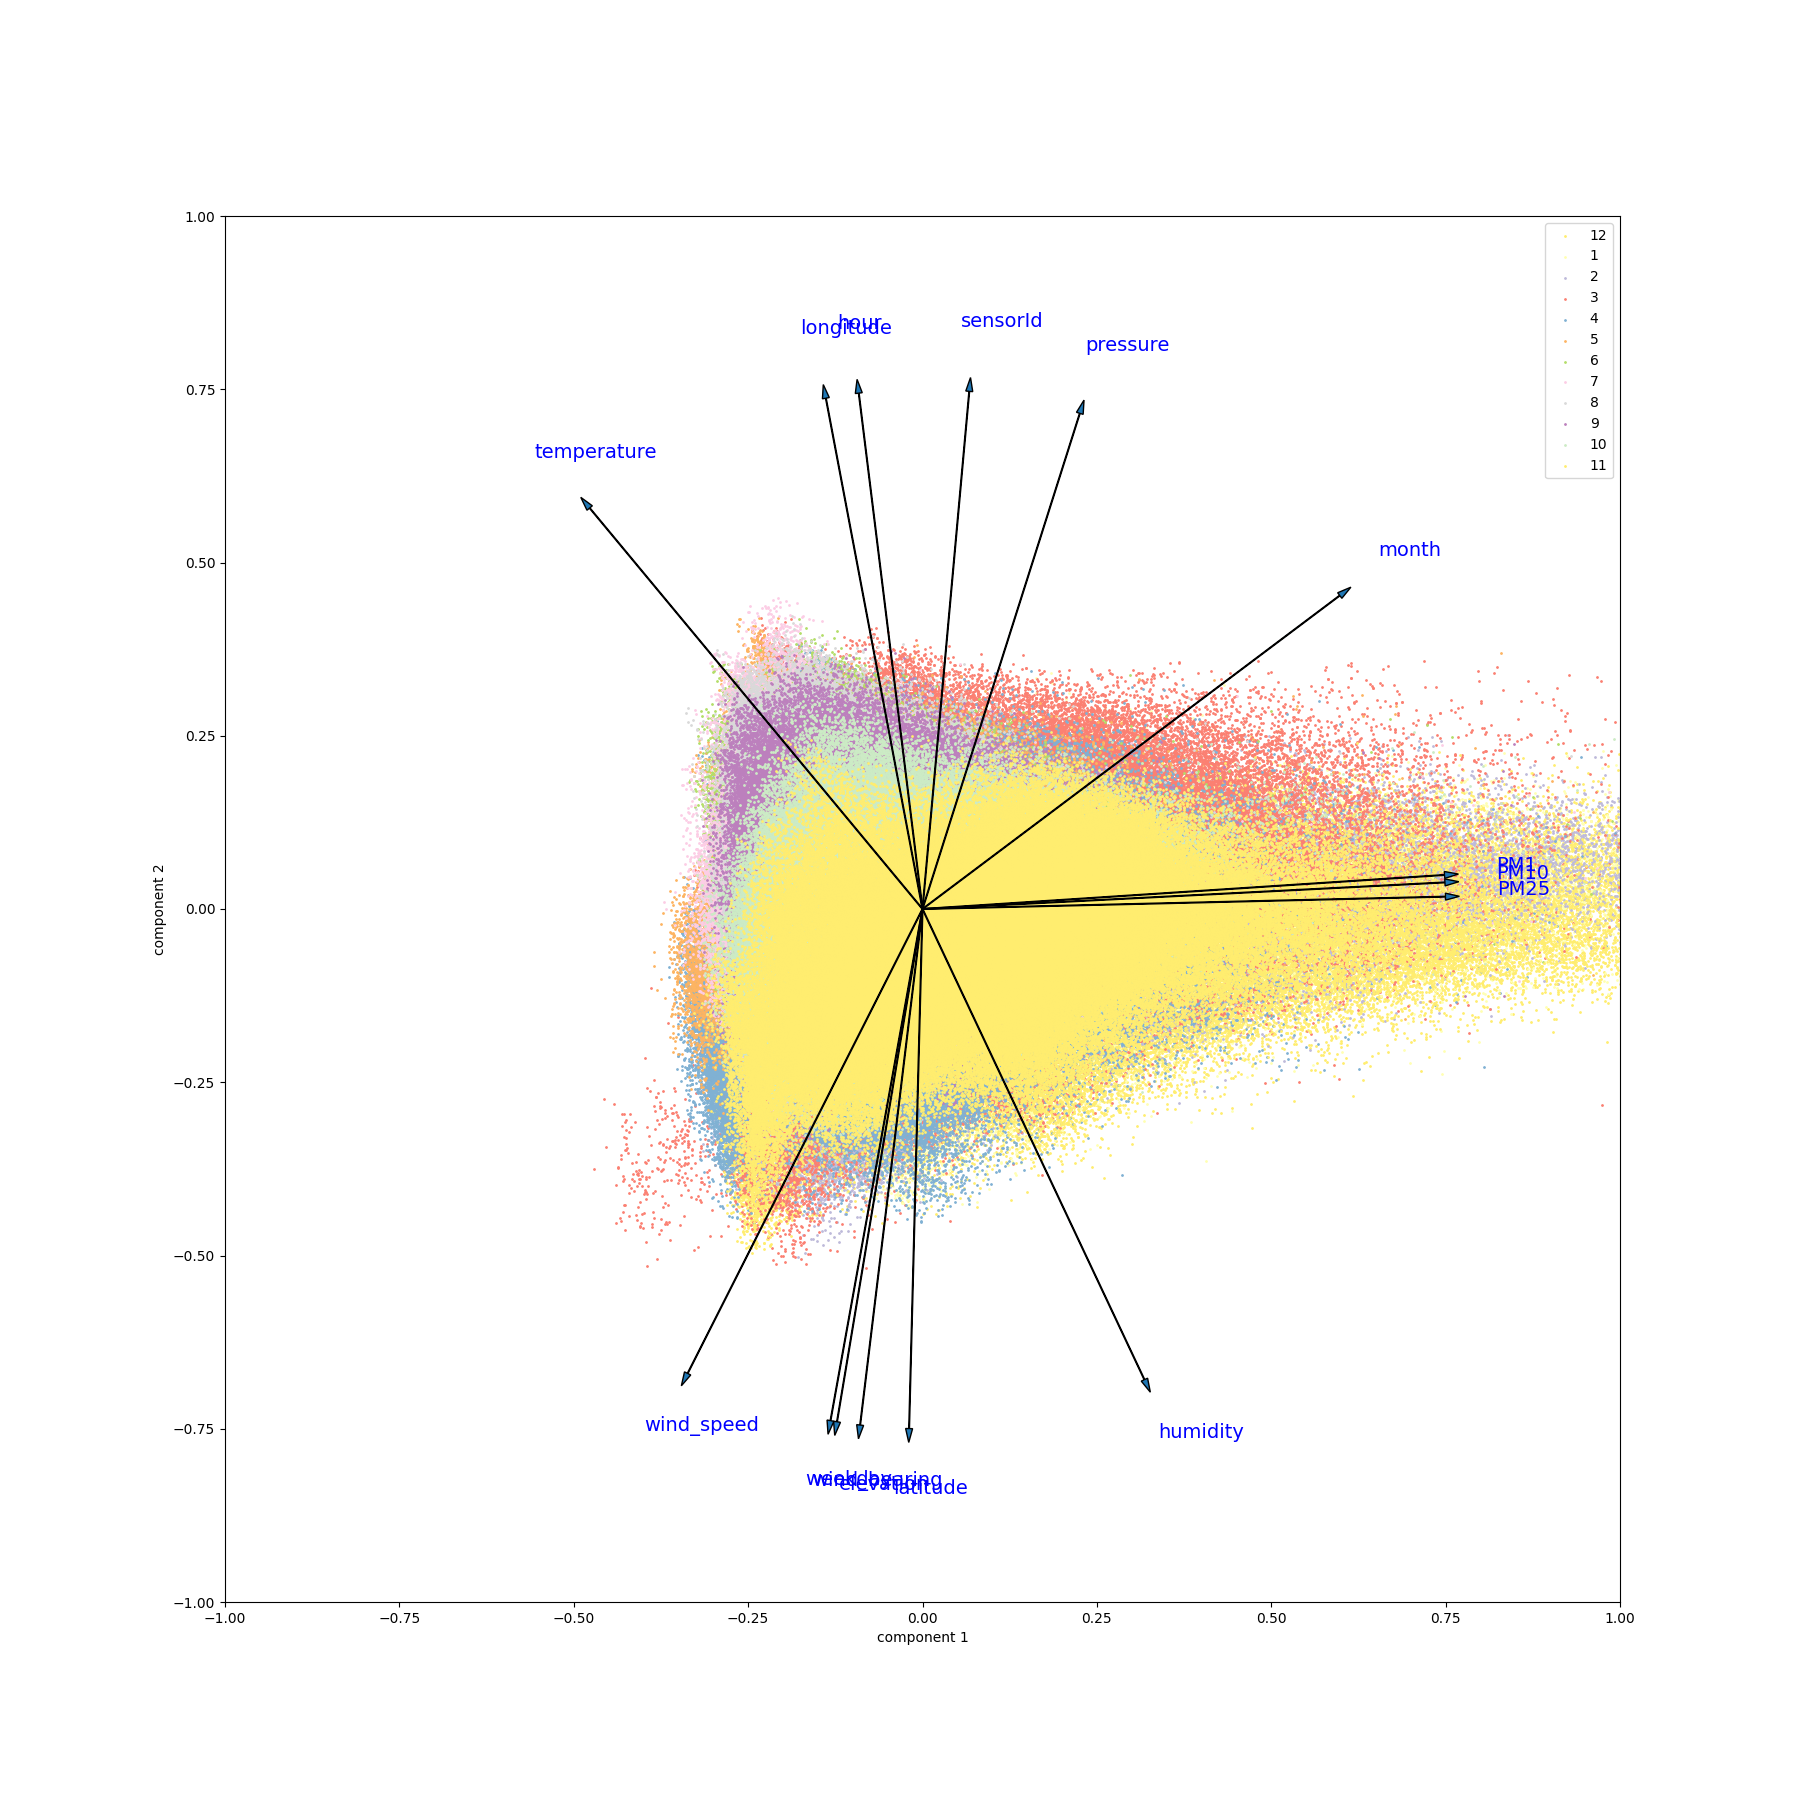 1.00
0.75
0.50
0.25
0.00
−0.25
−0.50
−0.75
−1.00
component 2
12
1
2
3
4
5
6
7
8
9
10
11
hour
longitude
sensorId
pressure
temperature
month
PM1
PM10
PM25
wind_speed
humidity
weekday
wind_bearing
elevation
latitude
−1.00 −0.75 −0.50 −0.25 0.00 0.25 0.50 0.75 1.00
component 1